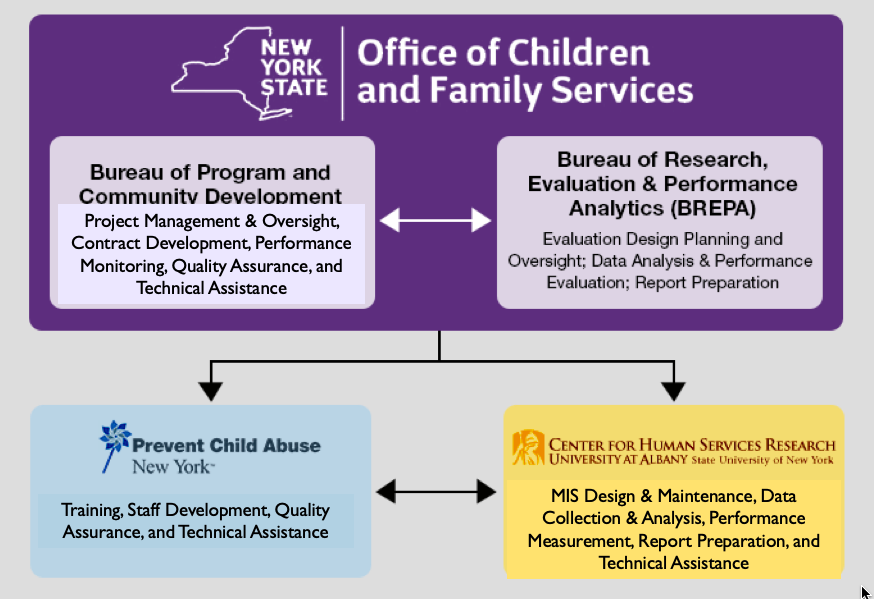 NEW
YORK
STATE
Office of Children
and Family Services
Bureau of Program and
Community Development
Project Management & Oversight,
Contract Development, Performance
Monitoring, Quality Assurance, and
Technical Assistance
Bureau of Research,
Evaluation & Performance
Analytics (BREPA)
Evaluation Design Planning and
Oversight; Data Analysis & Performance
Evaluation; Report Preparation
Prevent Child Abuse
New York™
Training, Staff Development, Quality
Assurance, and Technical Assistance
CENTER FOR HUMAN SERVICES RESEARCH
UNIVERSITY AT ALBANY State University of New York
MIS Design & Maintenance, Data
Collection & Analysis, Performance
Measurement, Report Preparation, and
Technical Assistance